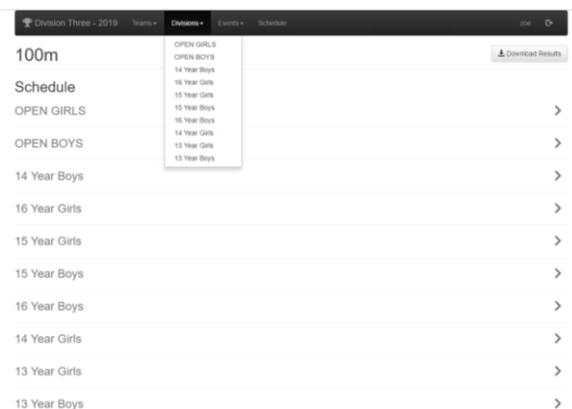 Division Three - 2019 Teams Divisions Events Schedule zoe
OPEN GIRLS
OPEN BOYS
14 Year Boys
16 Year Girls
15 Year Girls
15 Year Boys
16 Year Boys
14 Year Girls
13 Year Girls
13 Year Boys
100m
Download Results
Schedule
OPEN GIRLS
OPEN BOYS
14 Year Boys
16 Year Girls
15 Year Girls
15 Year Boys
16 Year Boys
14 Year Girls
13 Year Girls
13 Year Boys